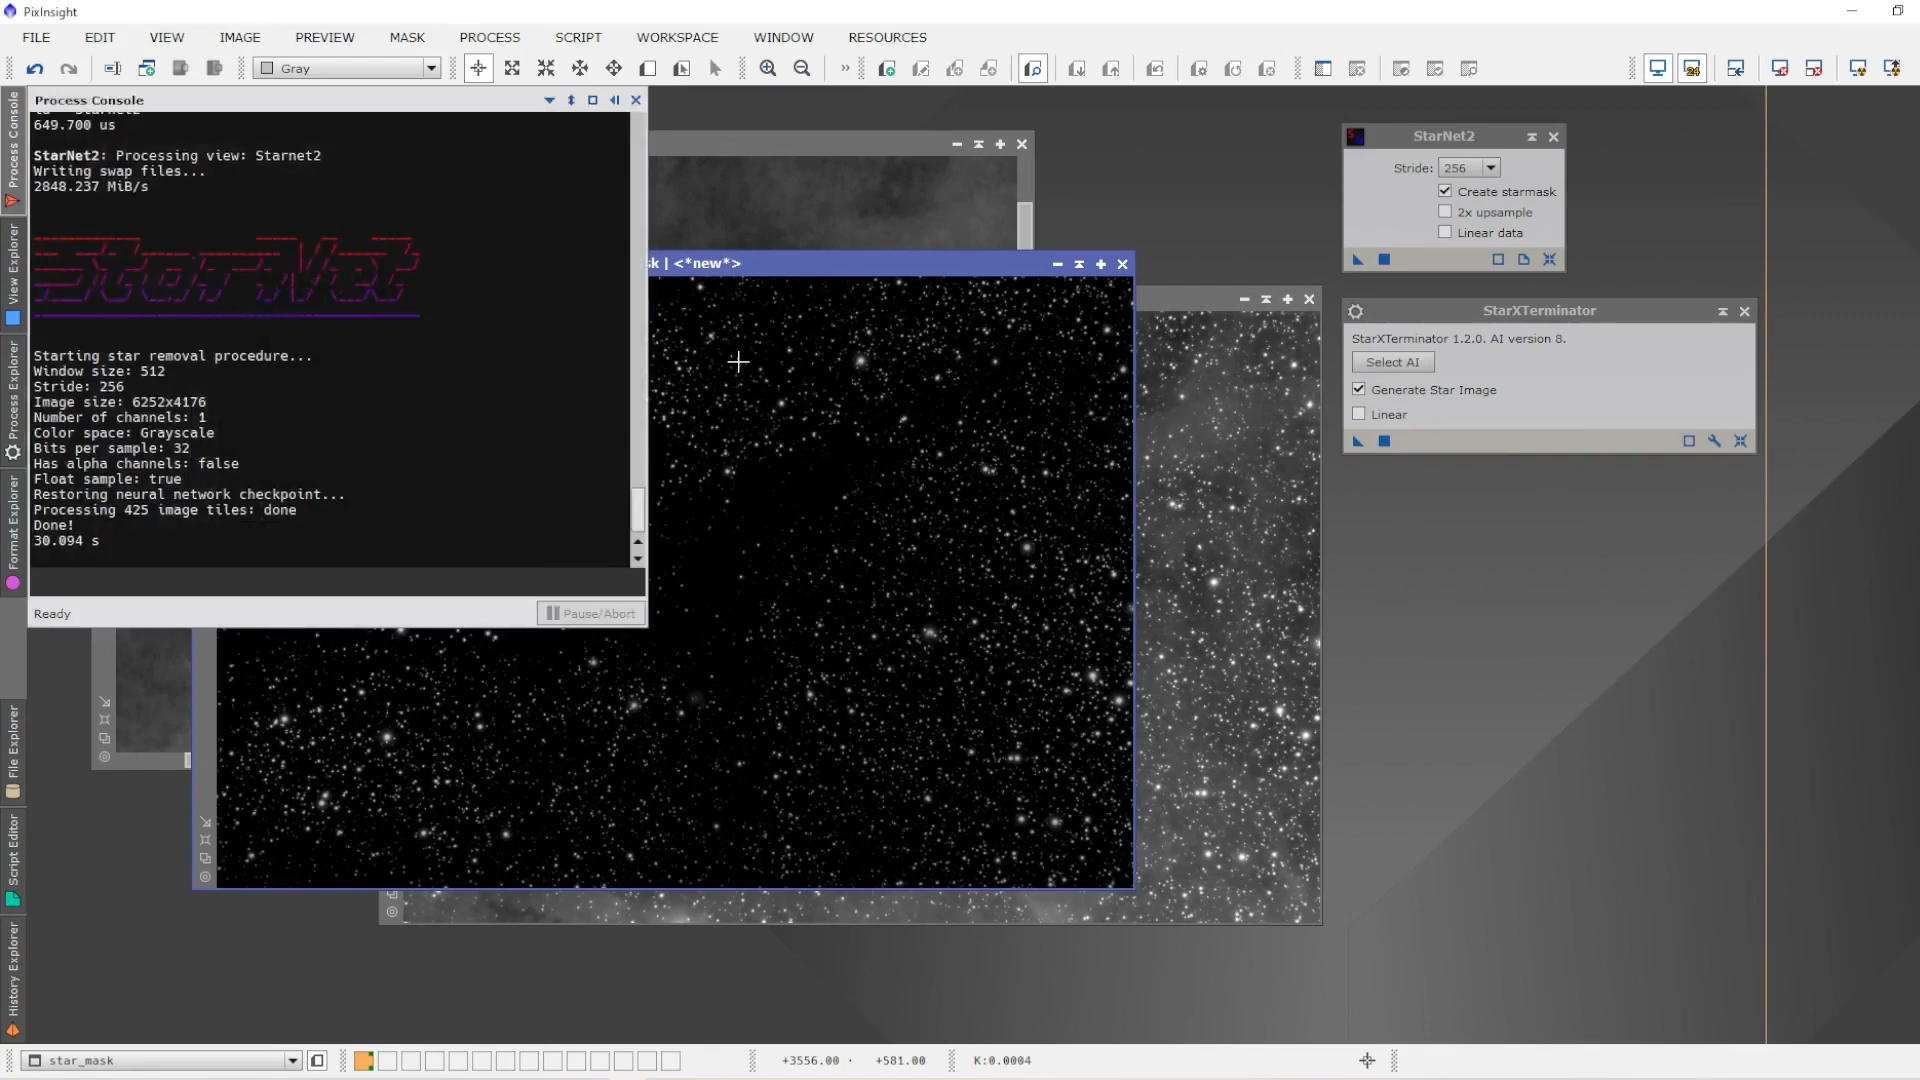 PixInsight
FILE EDIT VIEW IMAGE PREVIEW MASK PROCESS SCRIPT WORKSPACE WINDOW RESOURCES
Gray
24
Process Console
649.700 us
StarNet2: Processing view: Starnet2
Writing swap files...
2848.237 MiB/s
StarNet
Starting star removal procedure...
Window size: 512
Stride: 256
Image size: 6252x4176
Number of channels: 1
Color space: Grayscale
Bits per sample: 32
Has alpha channels: false
Float sample: true
Restoring neural network checkpoint...
Processing 425 image tiles: done
Done!
30.094 s
Ready
Pause/Abort
sk | <*new*>
StarNet2
Stride: 256
Create starmask
2x upsample
Linear data
StarXTerminator
StarXTerminator 1.2.0. AI version 8.
Select AI
Generate Star Image
Linear
Process Console
View Explorer
Process Explorer
Format Explorer
File Explorer
Script Editor
History Explorer
star_mask
+3556.00 · +581.00
K:0.0004